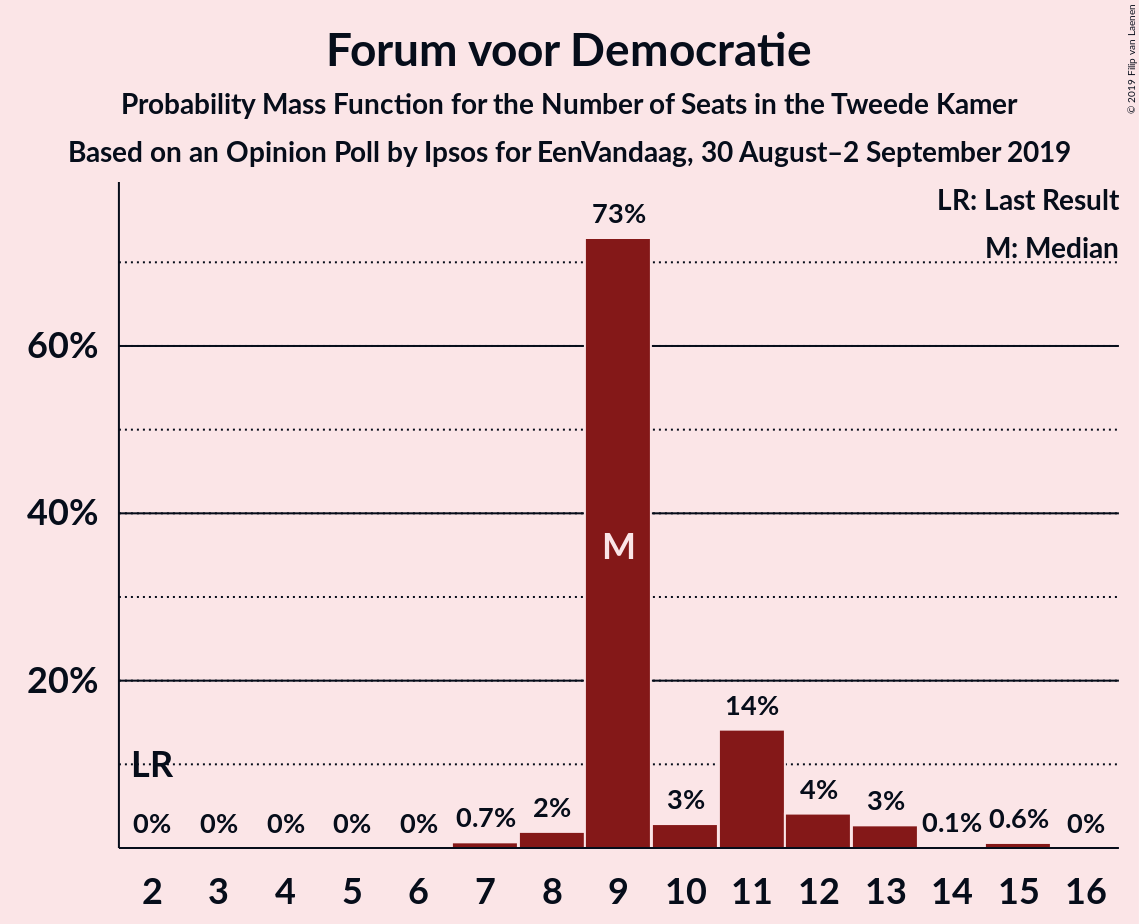 Forum voor Democratie
Probability Mass Function for the Number of Seats in the Tweede Kamer
Based on an Opinion Poll by Ipsos for EenVandaag, 30 August–2 September 2019
© 2019 Filip van Laenen
LR: Last Result
M: Median
73%
60%
40%
M
20%
14%
LR
0% 0% 0% 0% 0% 0.7% 2% 3% 4% 3% 0.1% 0.6% 0%
2 3 4 5 6 7 8 9 10 11 12 13 14 15 16